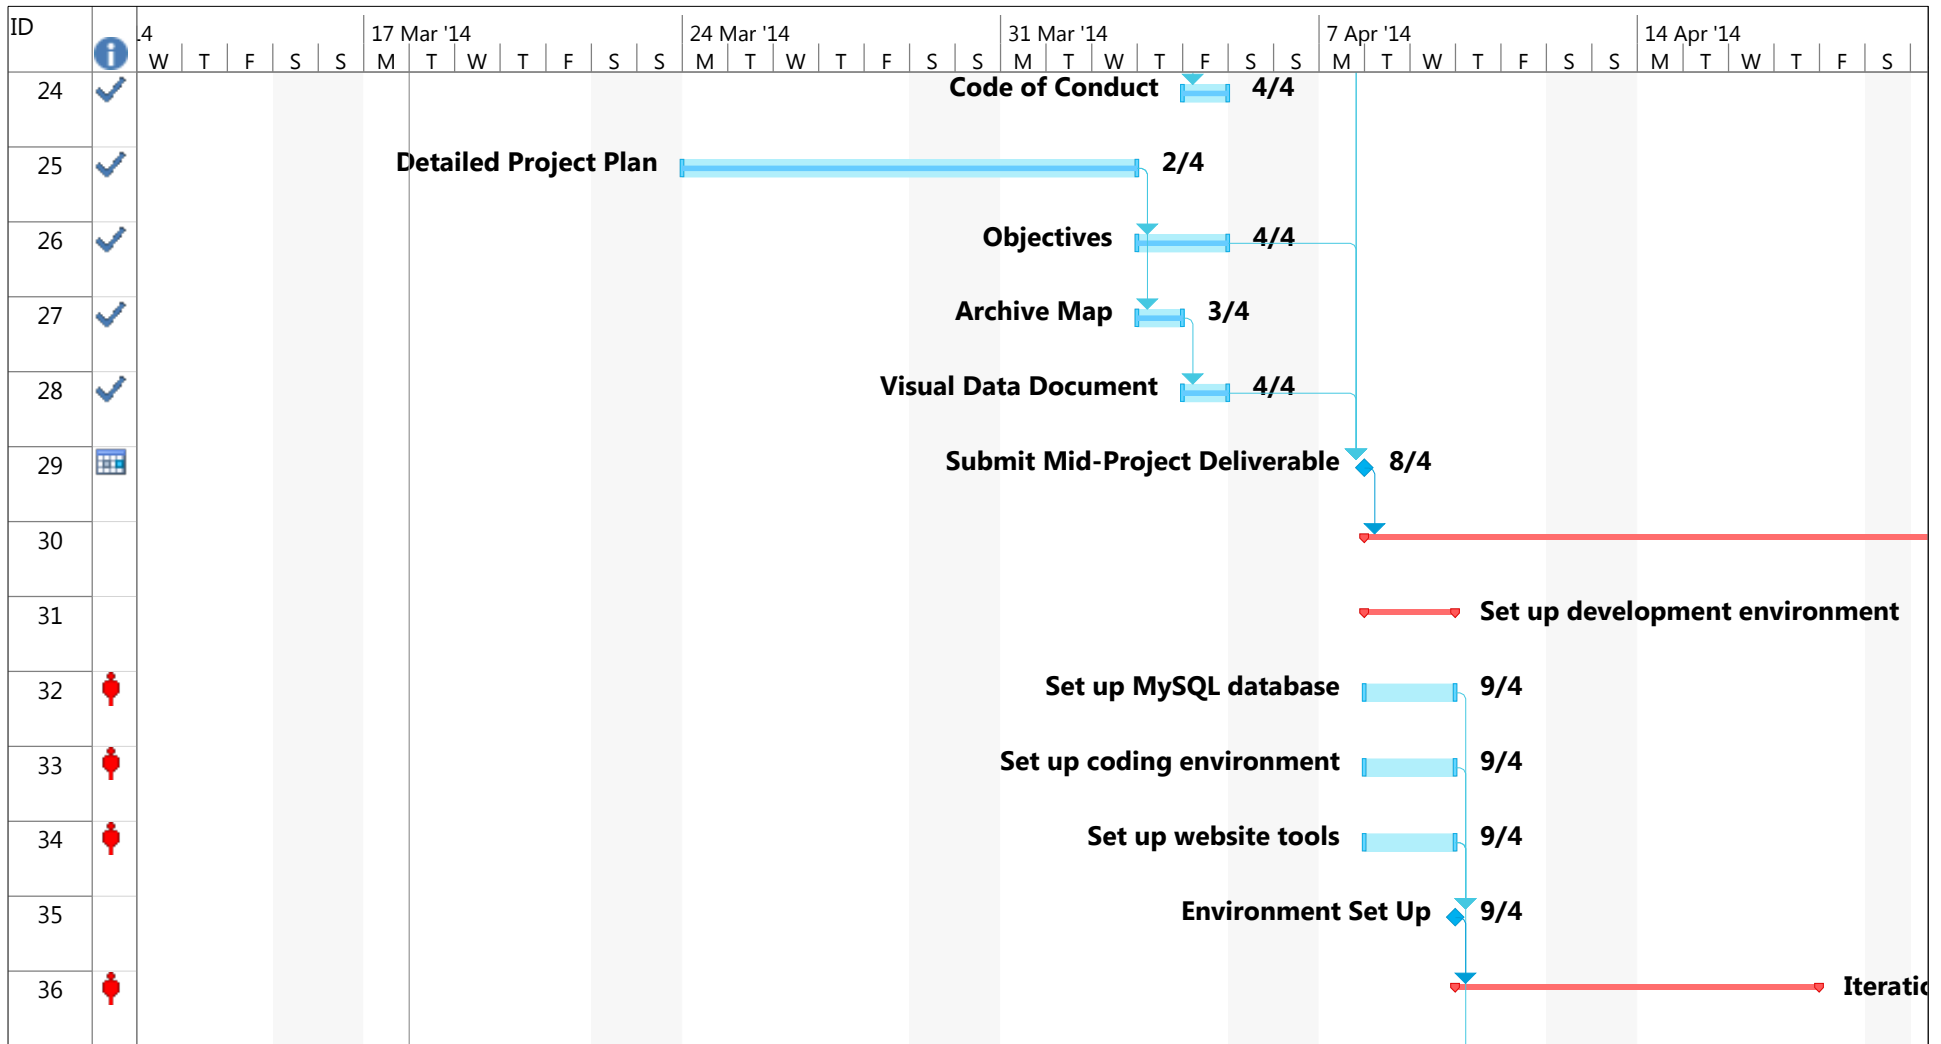 ID
.4 17 Mar '14 24 Mar '14 31 Mar '14 7 Apr '14 14 Apr '14
W T F S S M T W T F S S M T W T F S S M T W T F S S M T W T F S S M T W T F S
24 Code of Conduct 4/4
25 Detailed Project Plan 2/4
26 Objectives 4/4
27 Archive Map 3/4
28 Visual Data Document 4/4
29 Submit Mid-Project Deliverable 8/4
30
31 Set up development environment
32 Set up MySQL database 9/4
33 Set up coding environment 9/4
34 Set up website tools 9/4
35 Environment Set Up 9/4
36 Iteratio